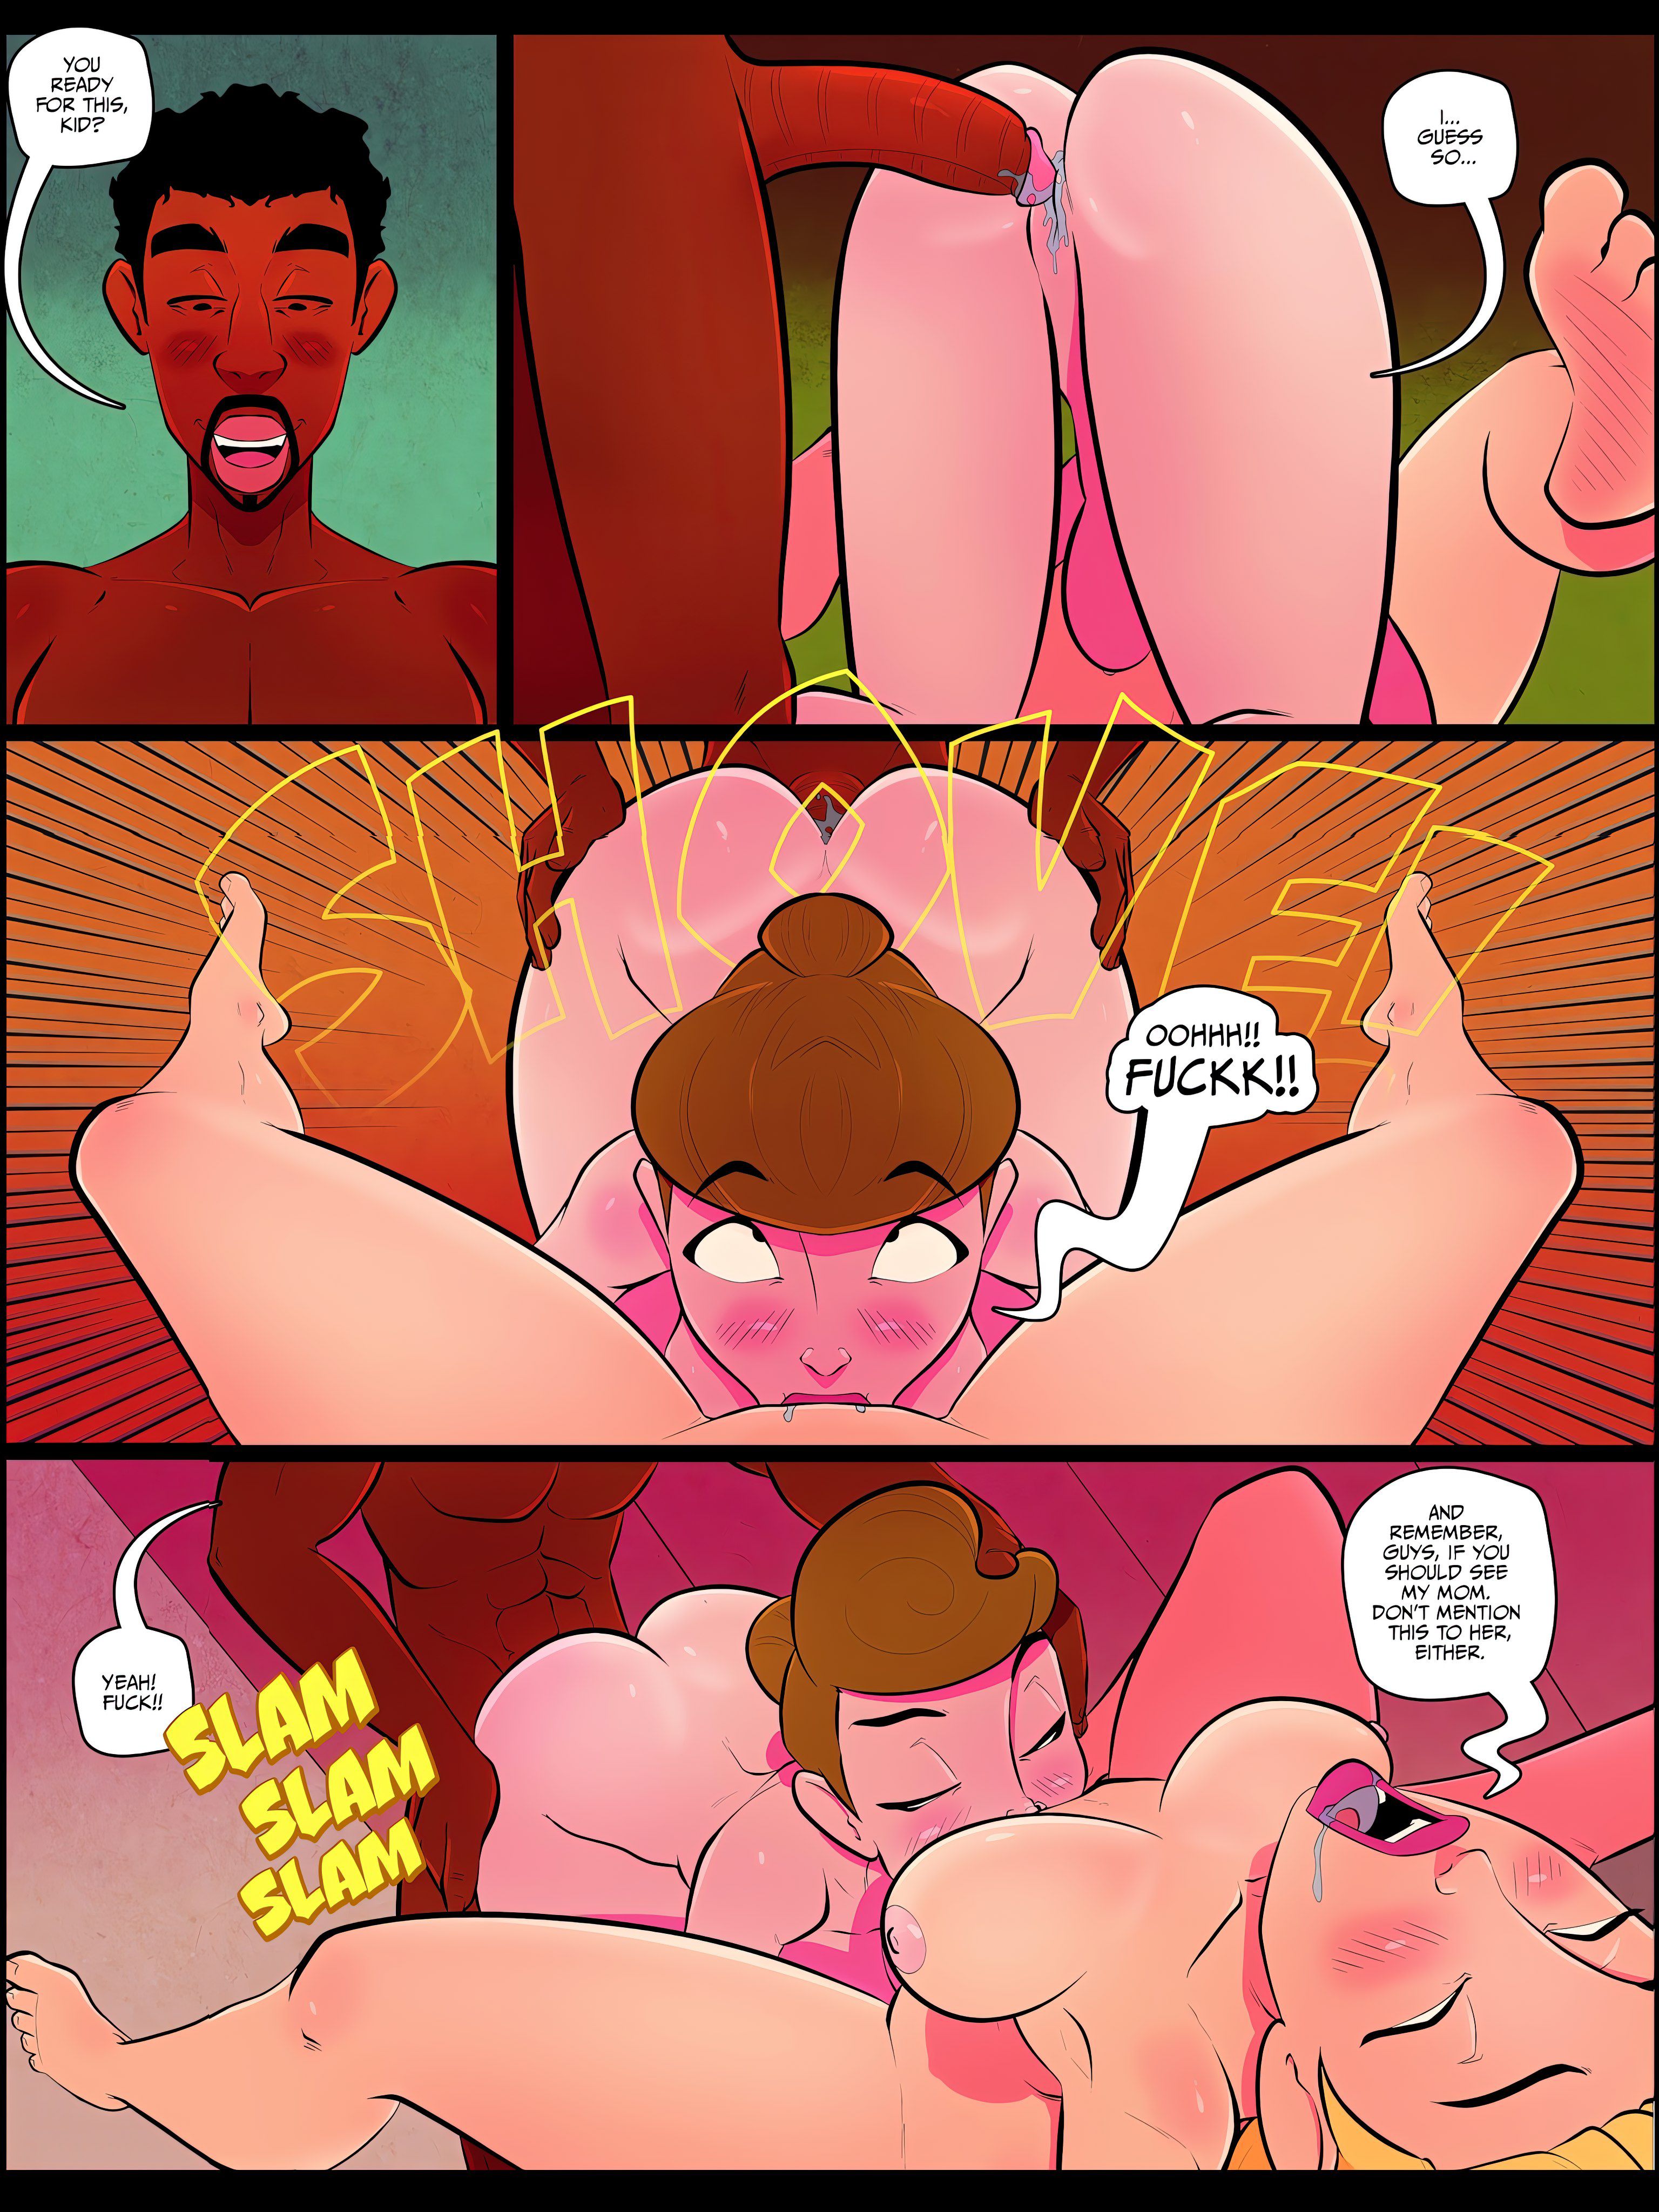 YOU
READY
FOR THIS,
KID?
I...
GUESS
SO...
SHOVE!
OOHHH!!
FUCKK!!
YEAH!
FUCK!!
SLAM
SLAM
SLAM
AND
REMEMBER,
GUYS, IF YOU
SHOULD SEE
MY MOM.
DON'T MENTION
THIS TO HER,
EITHER.